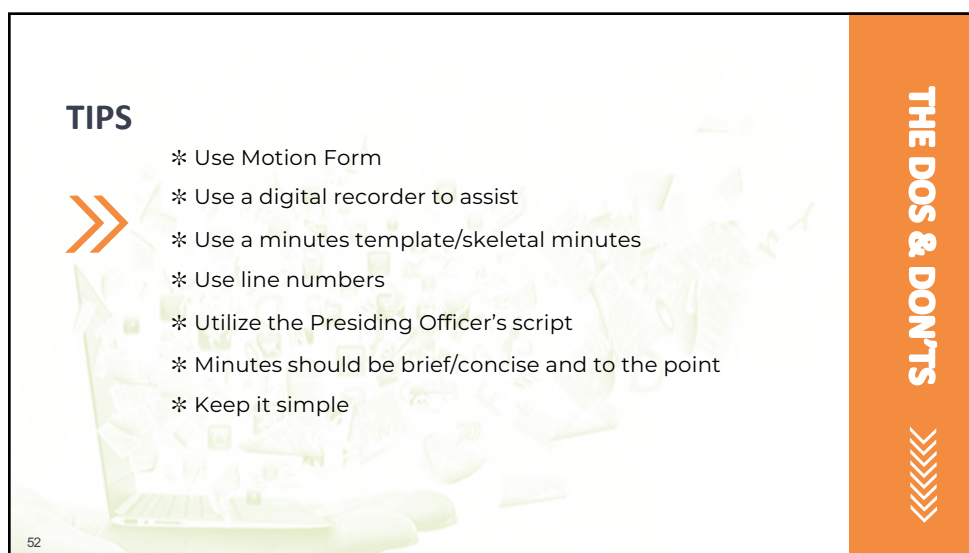 TIPS
✼ Use Motion Form
✼ Use a digital recorder to assist
✼ Use a minutes template/skeletal minutes
✼ Use line numbers
✼ Utilize the Presiding Officer’s script
✼ Minutes should be brief/concise and to the point
✼ Keep it simple
THE DOS & DON'TS
52